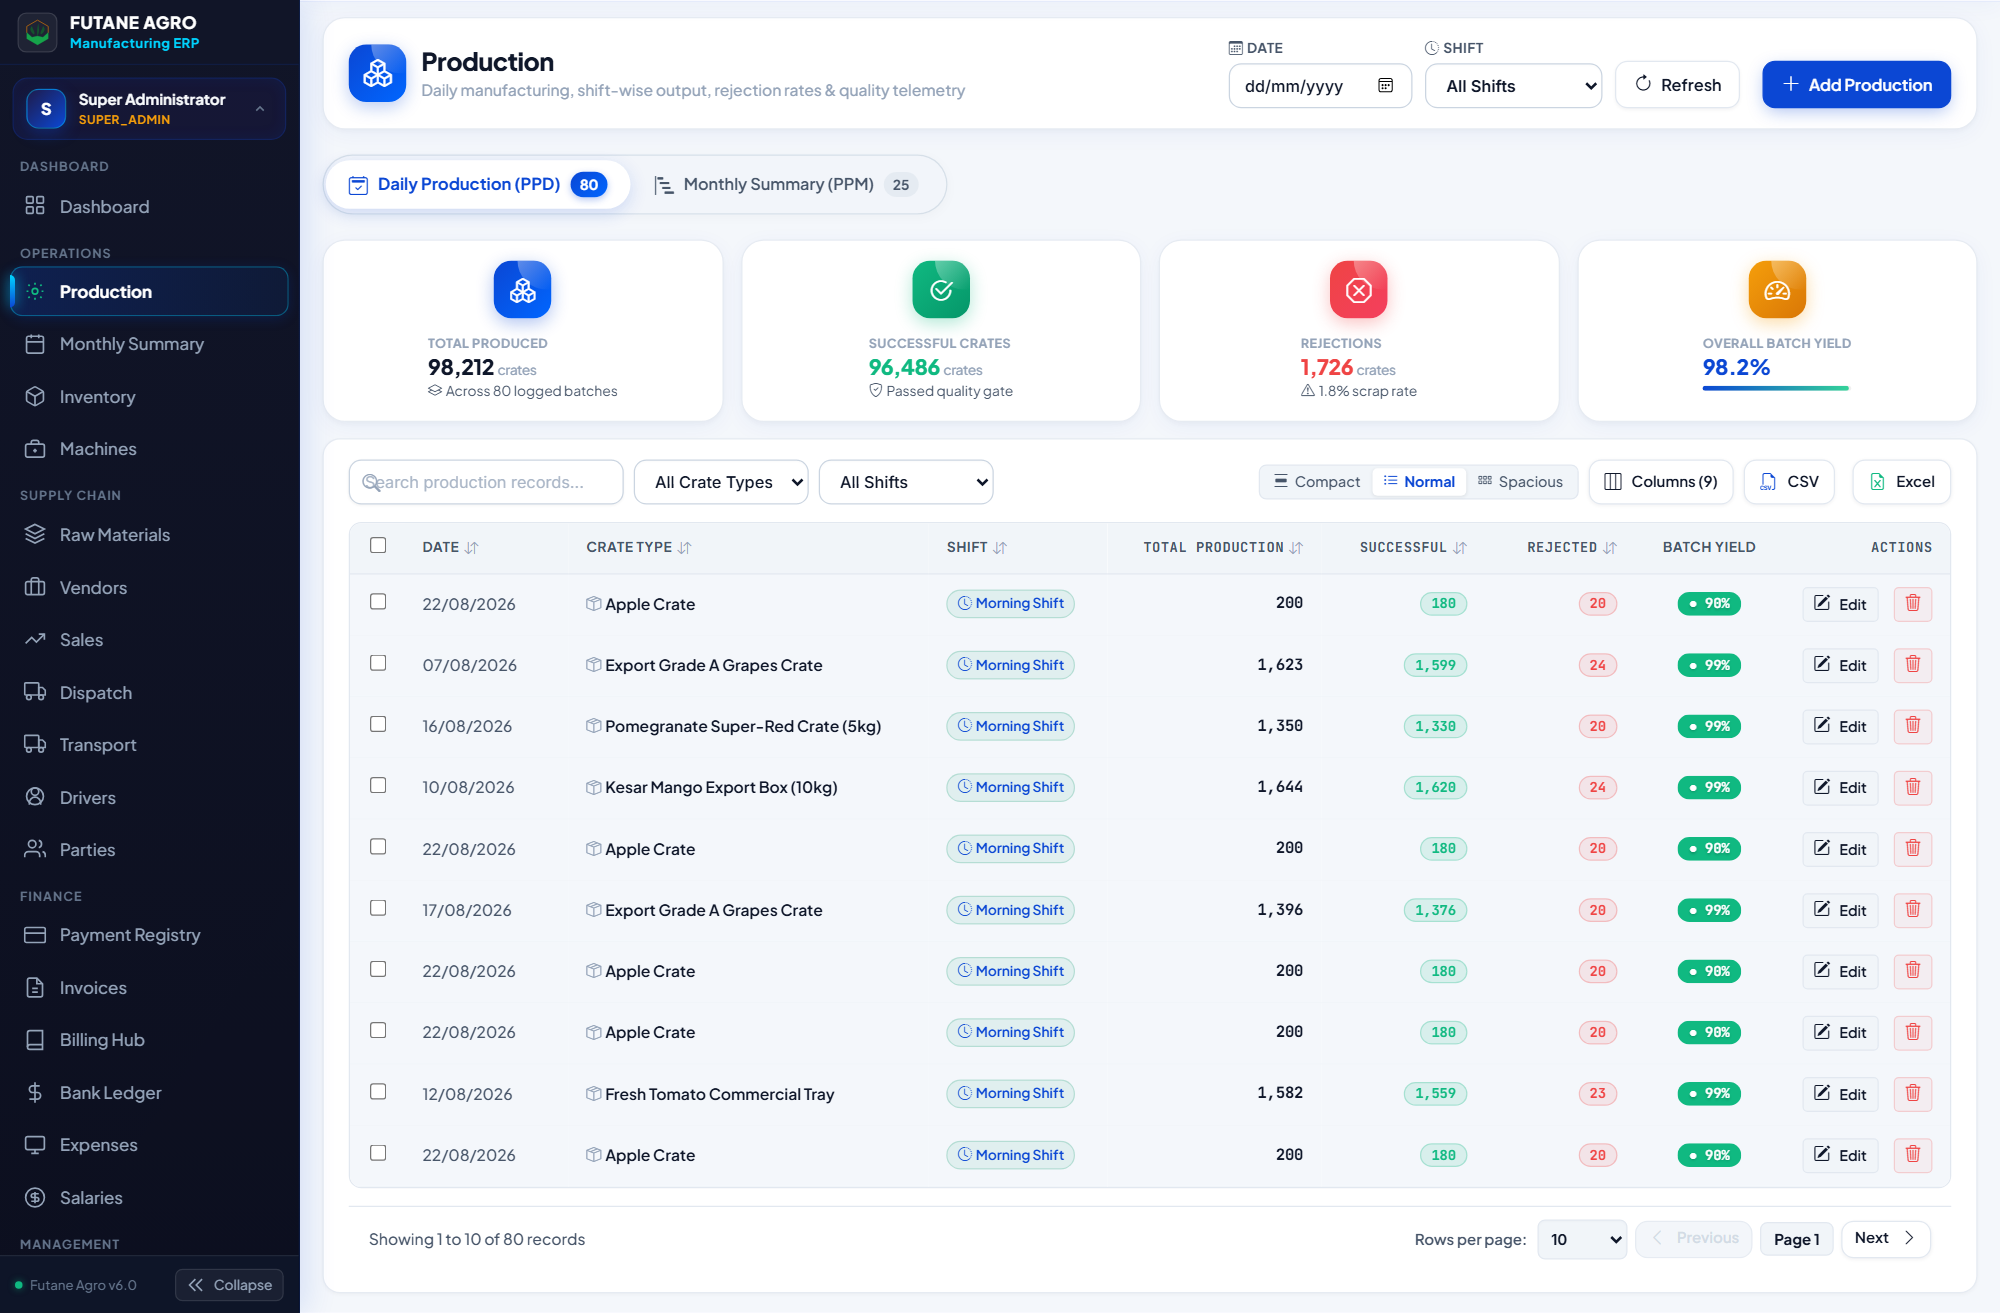 FUTANE AGRO
Manufacturing ERP
S
Super Administrator
SUPER_ADMIN
DASHBOARD
Dashboard
OPERATIONS
Production
Monthly Summary
Inventory
Machines
SUPPLY CHAIN
Raw Materials
Vendors
Sales
Dispatch
Transport
Drivers
Parties
FINANCE
Payment Registry
Invoices
Billing Hub
Bank Ledger
Expenses
Salaries
MANAGEMENT
Futane Agro v6.0
Collapse
Production
Daily manufacturing, shift-wise output, rejection rates & quality telemetry
DATE
dd/mm/yyyy
SHIFT
All Shifts
Refresh
Add Production
Daily Production (PPD) 80
Monthly Summary (PPM) 25
TOTAL PRODUCED
98,212 crates
Across 80 logged batches
SUCCESSFUL CRATES
96,486 crates
Passed quality gate
REJECTIONS
1,726 crates
1.8% scrap rate
OVERALL BATCH YIELD
98.2%
Search production records...
All Crate Types
All Shifts
Compact
Normal
Spacious
Columns (9)
CSV
Excel
DATE CRATE TYPE SHIFT TOTAL PRODUCTION SUCCESSFUL REJECTED BATCH YIELD ACTIONS
22/08/2026 Apple Crate Morning Shift 200 180 20 90% Edit
07/08/2026 Export Grade A Grapes Crate Morning Shift 1,623 1,599 24 99% Edit
16/08/2026 Pomegranate Super-Red Crate (5kg) Morning Shift 1,350 1,330 20 99% Edit
10/08/2026 Kesar Mango Export Box (10kg) Morning Shift 1,644 1,620 24 99% Edit
22/08/2026 Apple Crate Morning Shift 200 180 20 90% Edit
17/08/2026 Export Grade A Grapes Crate Morning Shift 1,396 1,376 20 99% Edit
22/08/2026 Apple Crate Morning Shift 200 180 20 90% Edit
22/08/2026 Apple Crate Morning Shift 200 180 20 90% Edit
12/08/2026 Fresh Tomato Commercial Tray Morning Shift 1,582 1,559 23 99% Edit
22/08/2026 Apple Crate Morning Shift 200 180 20 90% Edit
Showing 1 to 10 of 80 records
Rows per page: 10
Previous
Page 1
Next